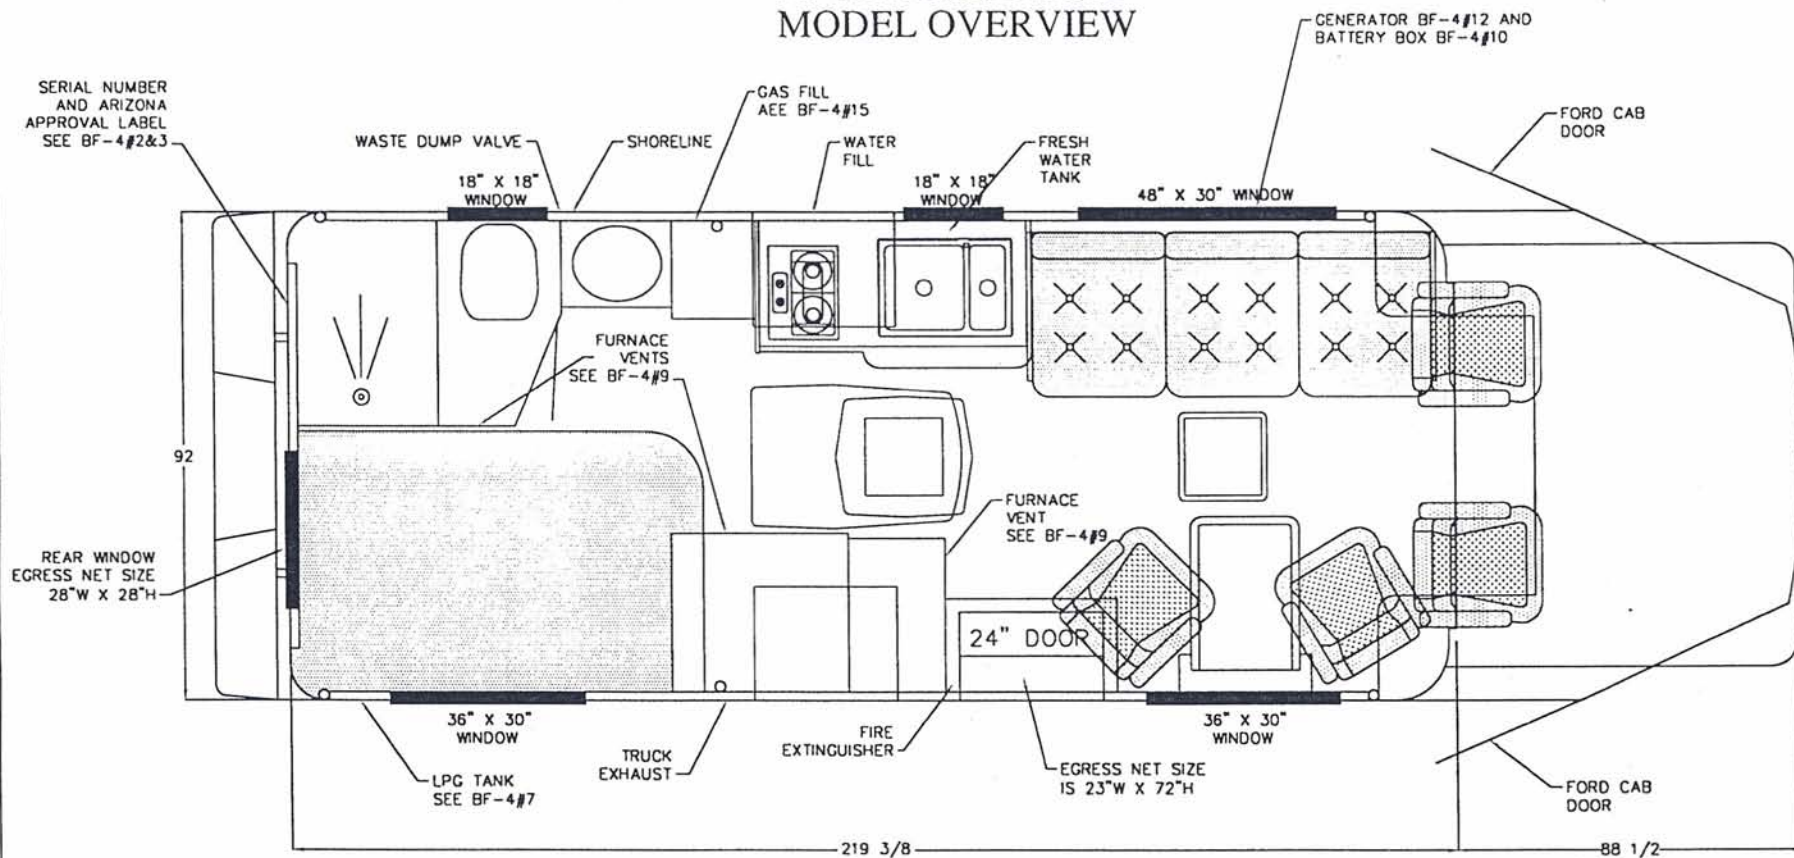 MODEL OVERVIEW
GENERATOR BF-4#12 AND
BATTERY BOX BF-4#10
SERIAL NUMBER
AND ARIZONA
APPROVAL LABEL
SEE BF-4#2&3
GAS FILL
AEE BF-4#15
FORD CAB
DOOR
WASTE DUMP VALVE
SHORELINE
WATER
FILL
FRESH
WATER
TANK
18" X 18"
WINDOW
18" X 18"
WINDOW
48" X 30" WINDOW
FURNACE
VENTS
SEE BF-4#9
92
FURNACE
VENT
SEE BF-4#9
REAR WINDOW
EGRESS NET SIZE
28"W X 28"H
24" DOOR
36" X 30"
WINDOW
36" X 30"
WINDOW
TRUCK
EXHAUST
FIRE
EXTINGUISHER
EGRESS NET SIZE
IS 23"W X 72"H
LPG TANK
SEE BF-4#7
FORD CAB
DOOR
219 3/8
88 1/2